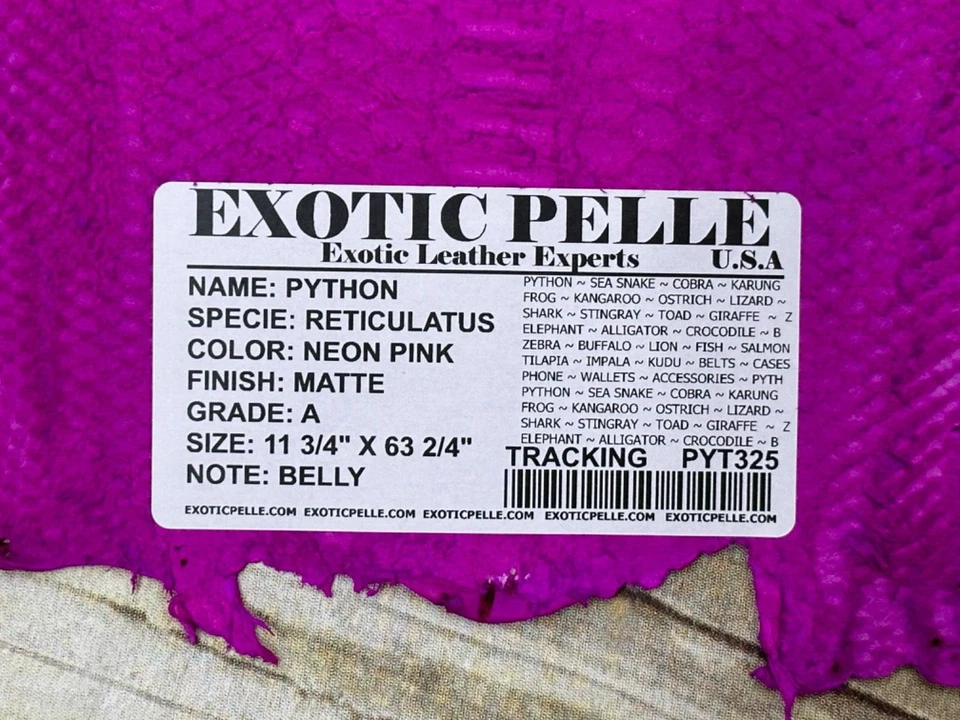 EXOTIC PELLE
Exotic Leather Experts U.S.A
NAME: PYTHON
SPECIE: RETICULATUS
COLOR: NEON PINK
FINISH: MATTE
GRADE: A
SIZE: 11 3/4" X 63 2/4"
NOTE: BELLY
PYTHON ~ SEA SNAKE ~ COBRA ~ KARUNG
FROG ~ KANGAROO ~ OSTRICH ~ LIZARD ~
SHARK ~ STINGRAY ~ TOAD ~ GIRAFFE ~ Z
ELEPHANT ~ ALLIGATOR ~ CROCODILE ~ B
ZEBRA ~ BUFFALO ~ LION ~ FISH ~ SALMON
TILAPIA ~ IMPALA ~ KUDU ~ BELTS ~ CASES
PHONE ~ WALLETS ~ ACCESSORIES ~ PYTH
PYTHON ~ SEA SNAKE ~ COBRA ~ KARUNG
FROG ~ KANGAROO ~ OSTRICH ~ LIZARD ~
SHARK ~ STINGRAY ~ TOAD ~ GIRAFFE ~ Z
ELEPHANT ~ ALLIGATOR ~ CROCODILE ~ B
TRACKING PYT325
EXOTICPELLE.COM EXOTICPELLE.COM EXOTICPELLE.COM EXOTICPELLE.COM EXOTICPELLE.COM